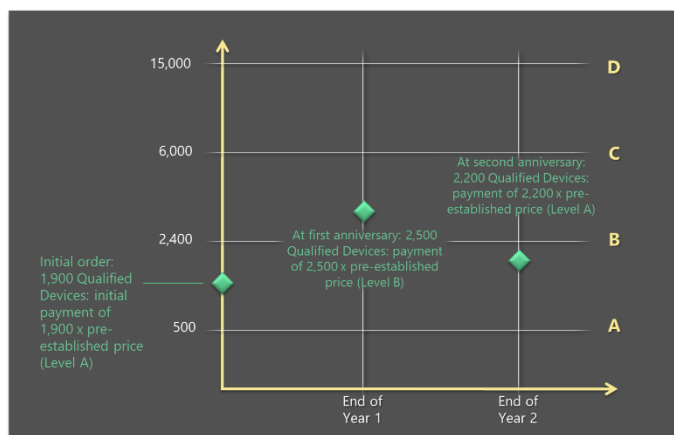 15,000
D
6,000
C
At second anniversary:
2,200 Qualified Devices:
payment of 2,200 x pre-
established price (Level A)
At first anniversary: 2,500
Qualified Devices: payment
of 2,500 x pre-established
price (Level B)
2,400
B
Initial order:
1,900 Qualified
Devices: initial
payment of
1,900 x pre-
established price
(Level A)
500
A
End of
Year 1
End of
Year 2